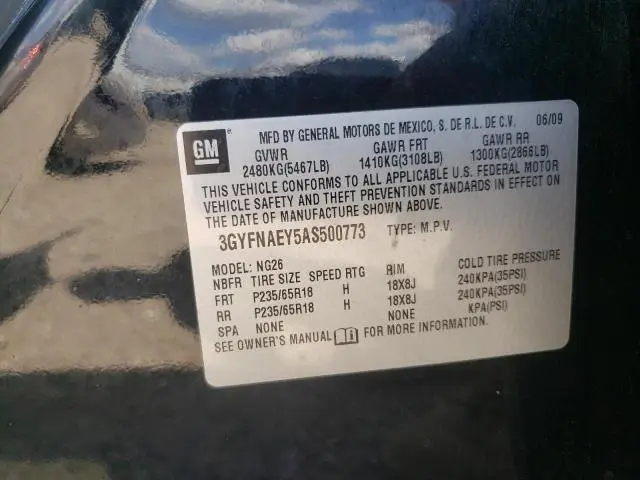 GM
MFD BY GENERAL MOTORS DE MEXICO, S. DE R.L. DE C.V. 06/09
GVWR GAWR FRT GAWR RR
2480KG(5467LB) 1410KG(3108LB) 1300KG(2866LB)
THIS VEHICLE CONFORMS TO ALL APPLICABLE U.S. FEDERAL MOTOR
VEHICLE SAFETY AND THEFT PREVENTION STANDARDS IN EFFECT ON
THE DATE OF MANUFACTURE SHOWN ABOVE.
3GYFNAEY5AS500773 TYPE: M.P.V.
MODEL: NG26
NBFR TIRE SIZE SPEED RTG RIM COLD TIRE PRESSURE
FRT P235/65R18 H 18X8J 240KPA(35PSI)
RR P235/65R18 H 18X8J 240KPA(35PSI)
SPA NONE NONE KPA(PSI)
SEE OWNER'S MANUAL FOR MORE INFORMATION.